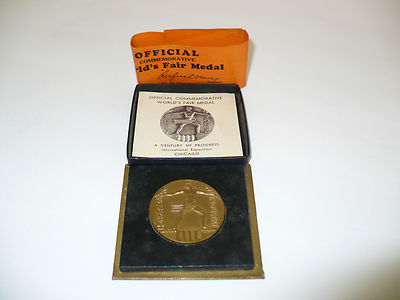 OFFICIAL
COMMEMORATIVE
ld's Fair Medal
OFFICIAL COMMEMORATIVE
WORLD'S FAIR MEDAL
A CENTURY OF PROGRESS
International Exposition
CHICAGO